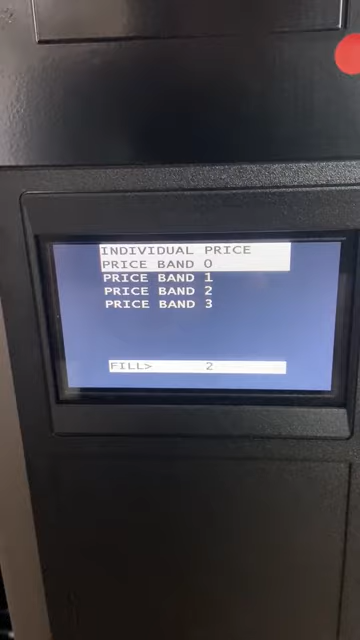 INDIVIDUAL PRICE
PRICE BAND 0
PRICE BAND 1
PRICE BAND 2
PRICE BAND 3
FILL> 2